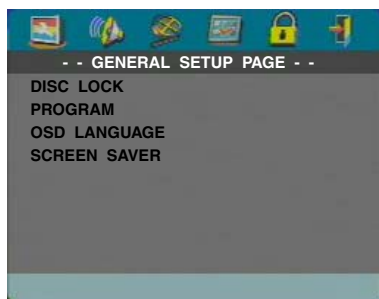 - - GENERAL SETUP PAGE - -
DISC LOCK
PROGRAM
OSD LANGUAGE
SCREEN SAVER